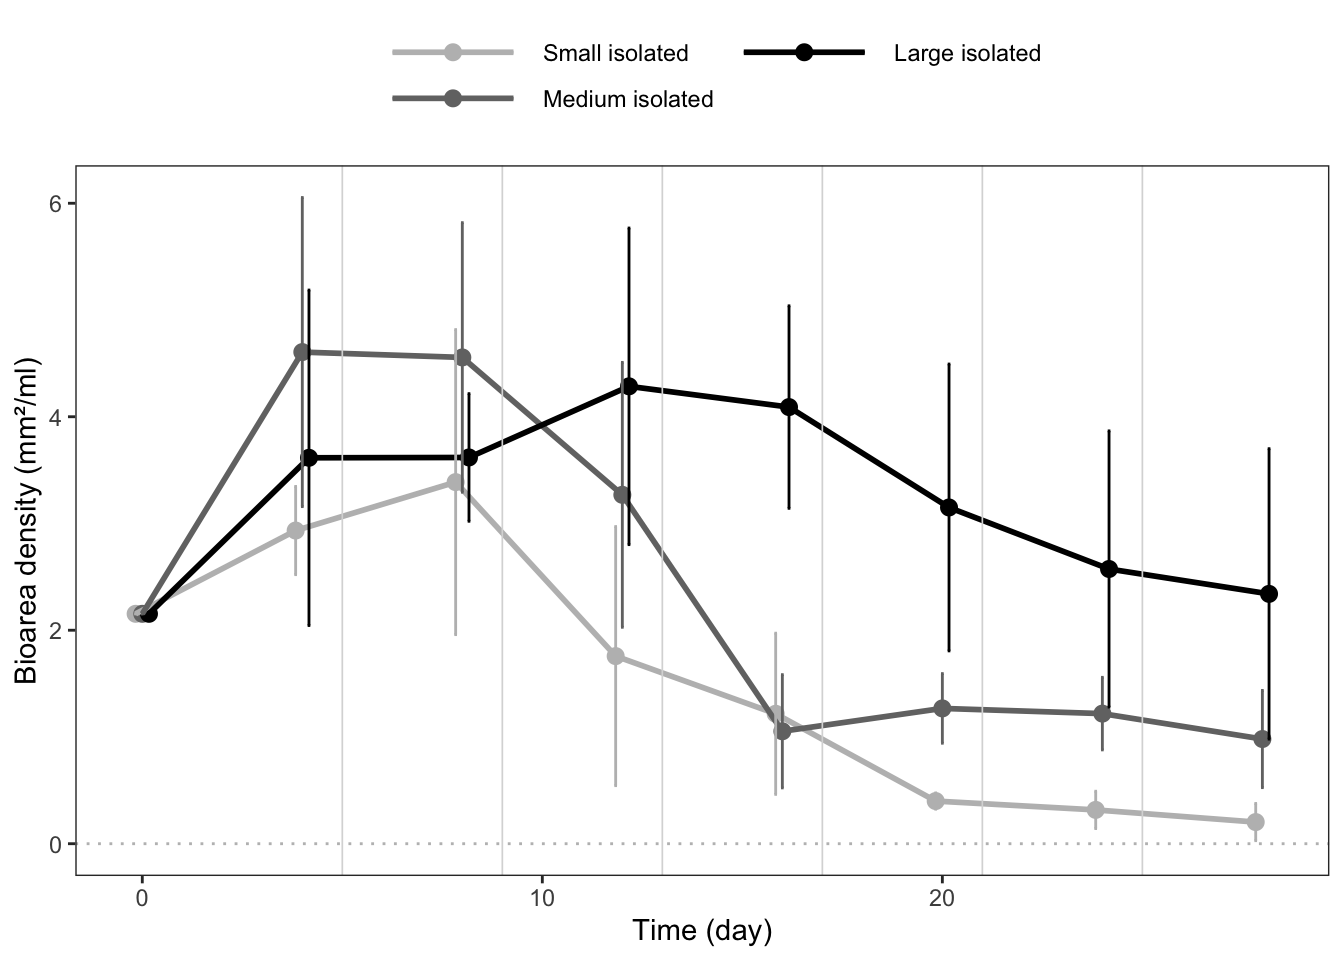 Small isolated
Large isolated
Medium isolated
Bioarea density (mm²/ml)
6
4
2
0
0
10
20
Time (day)